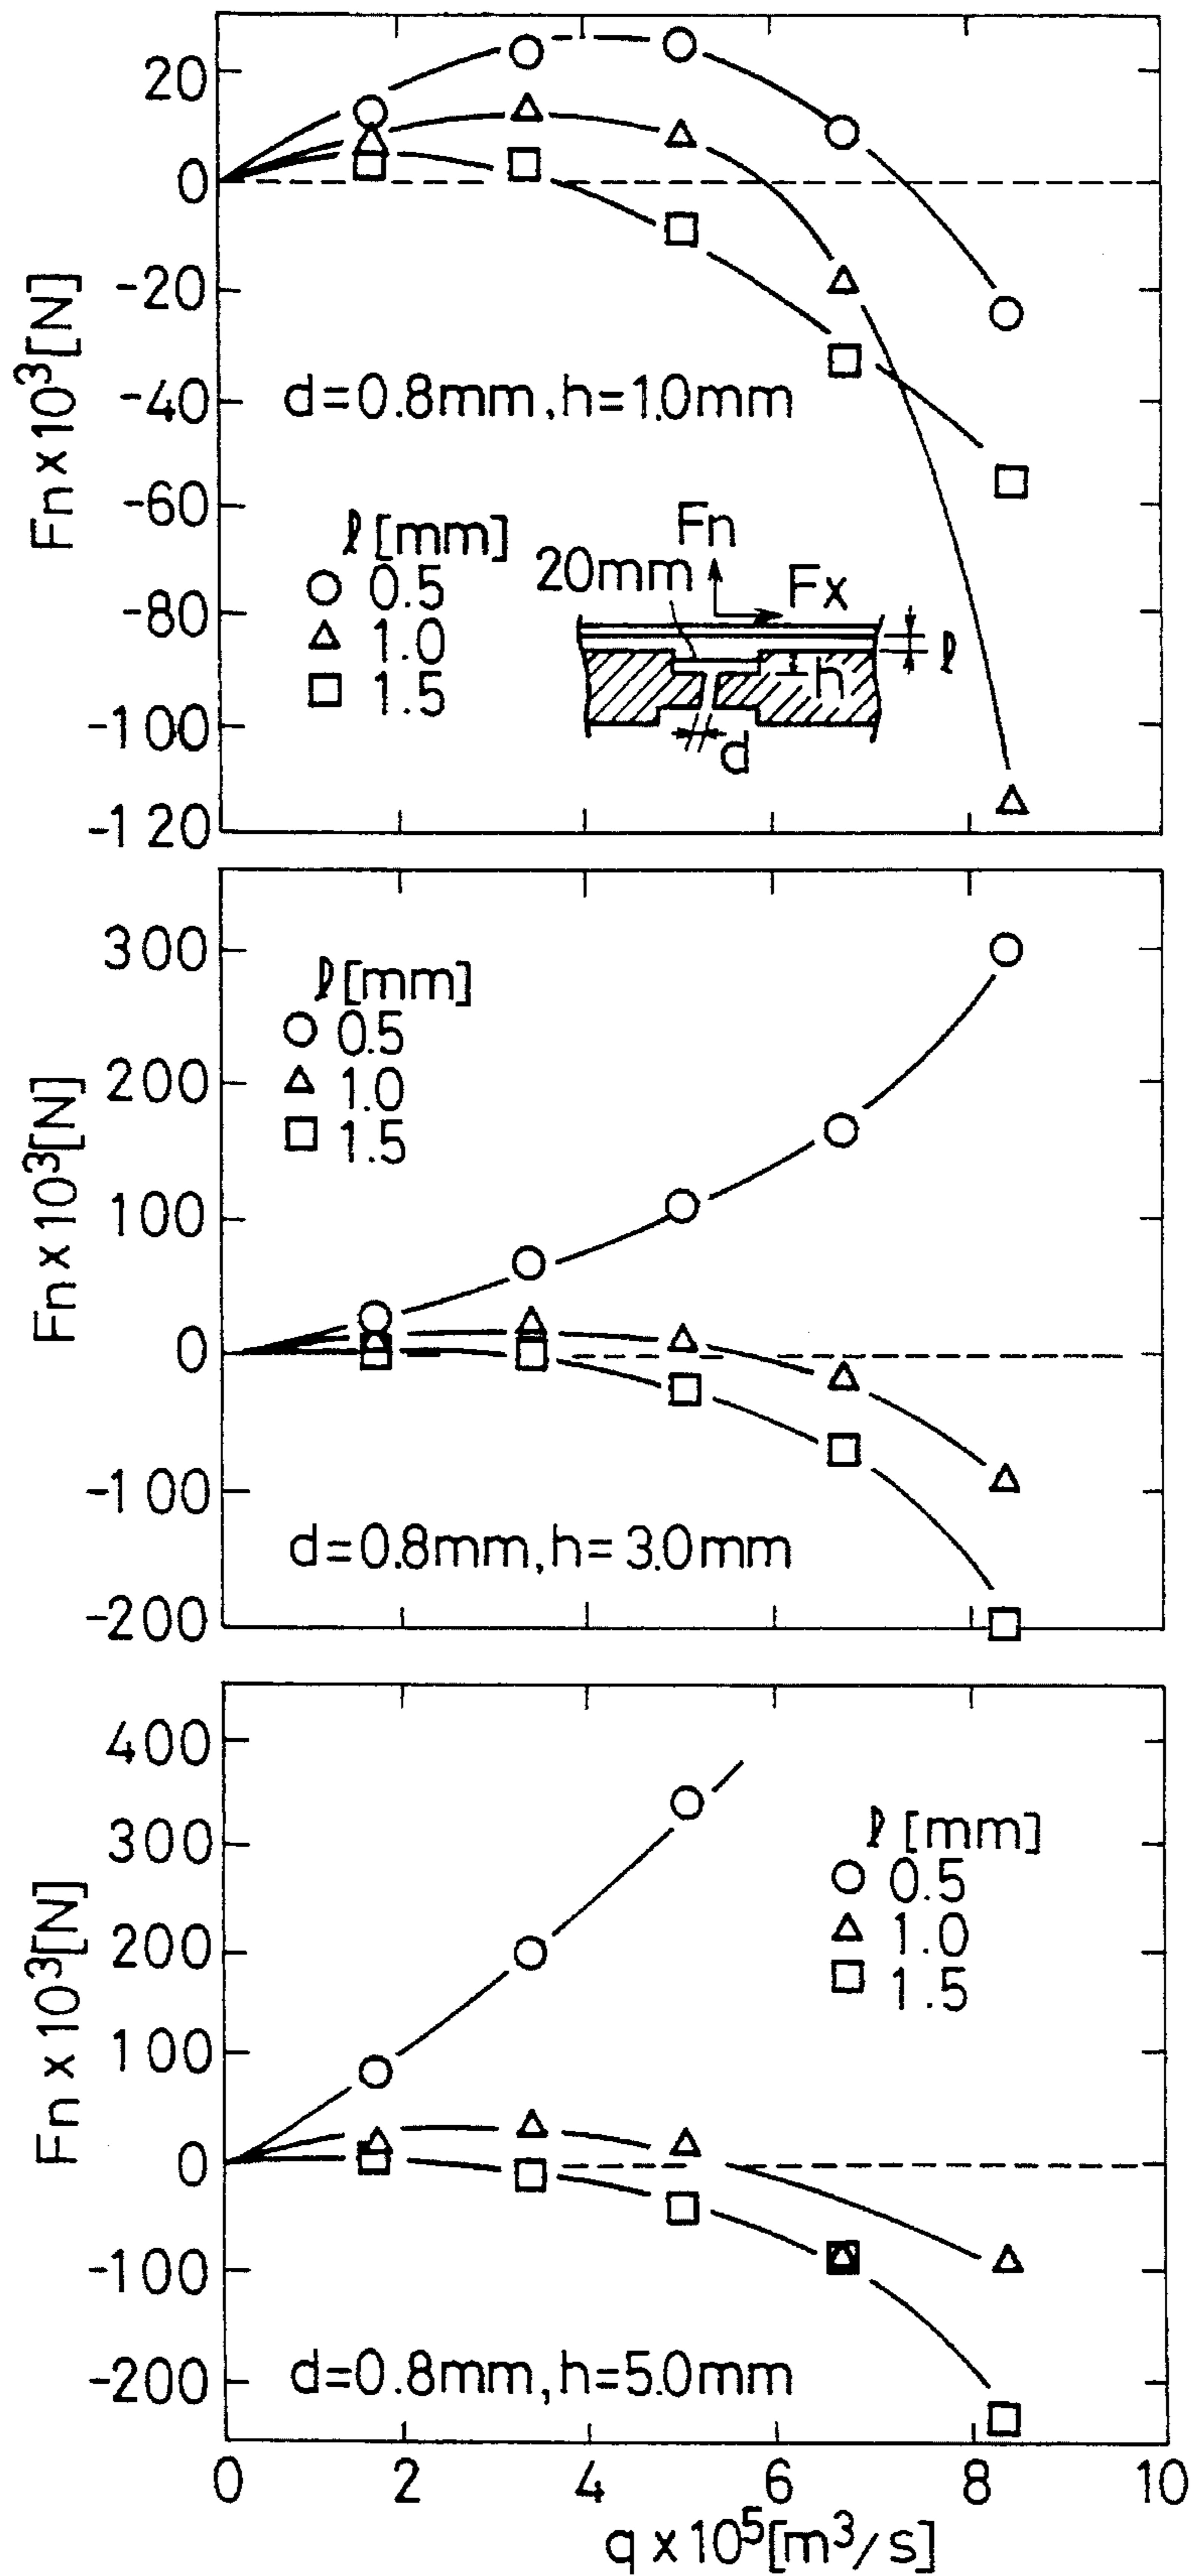 20
0
-20
-40
-60
-80
-100
-120
Fn x 10³[N]
d=0.8mm, h=1.0mm
ℓ [mm]
○ 0.5
△ 1.0
□ 1.5
Fn
20mm
Fx
ℓ
h
d
300
200
100
0
-100
-200
Fn x 10³[N]
ℓ [mm]
○ 0.5
△ 1.0
□ 1.5
d=0.8mm, h=3.0mm
400
300
200
100
0
-100
-200
Fn x 10³[N]
ℓ [mm]
○ 0.5
△ 1.0
□ 1.5
d=0.8mm, h=5.0mm
0 2 4 6 8 10
q x 10⁵[m³/s]